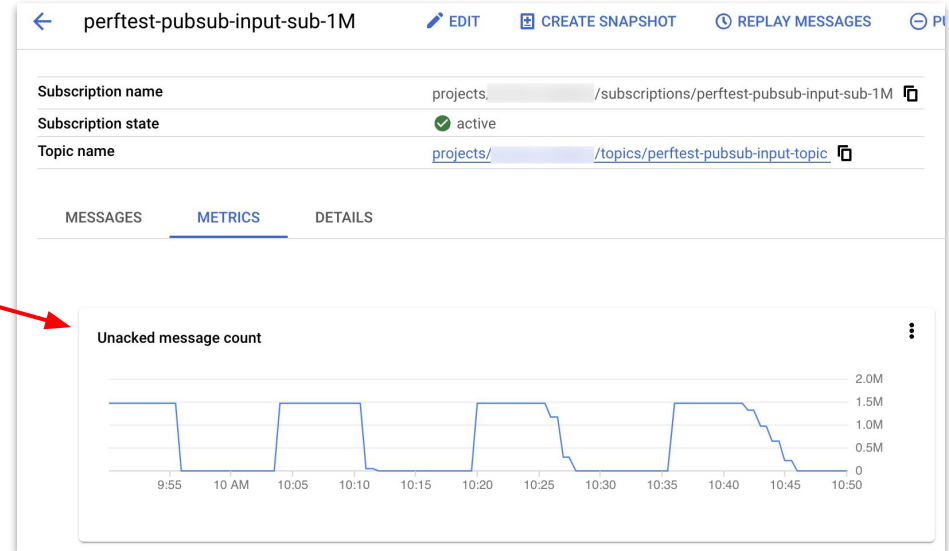 perftest-pubsub-input-sub-1M EDIT CREATE SNAPSHOT REPLAY MESSAGES
Subscription name projects/ /subscriptions/perftest-pubsub-input-sub-1M
Subscription state active
Topic name projects/ /topics/perftest-pubsub-input-topic
MESSAGES METRICS DETAILS
Unacked message count
2.0M
1.5M
1.0M
0.5M
0
9:55 10 AM 10:05 10:10 10:15 10:20 10:25 10:30 10:35 10:40 10:45 10:50